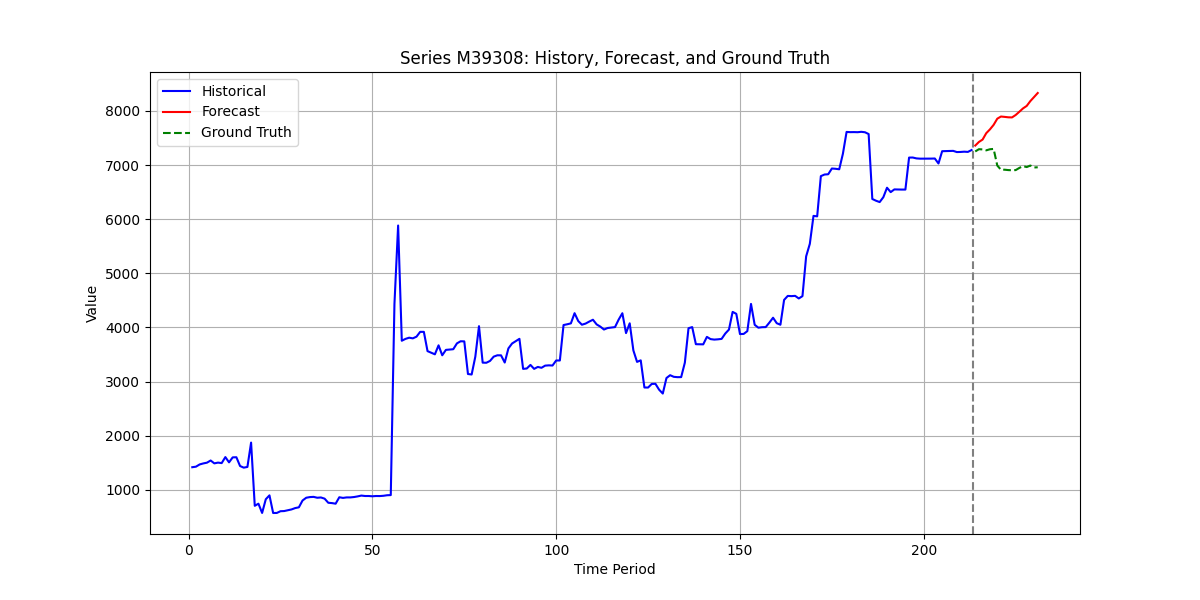 Series M39308: History, Forecast, and Ground Truth
Historical
Forecast
Ground Truth
8000
7000
6000
5000
4000
3000
2000
1000
Value
0
50
100
150
200
Time Period